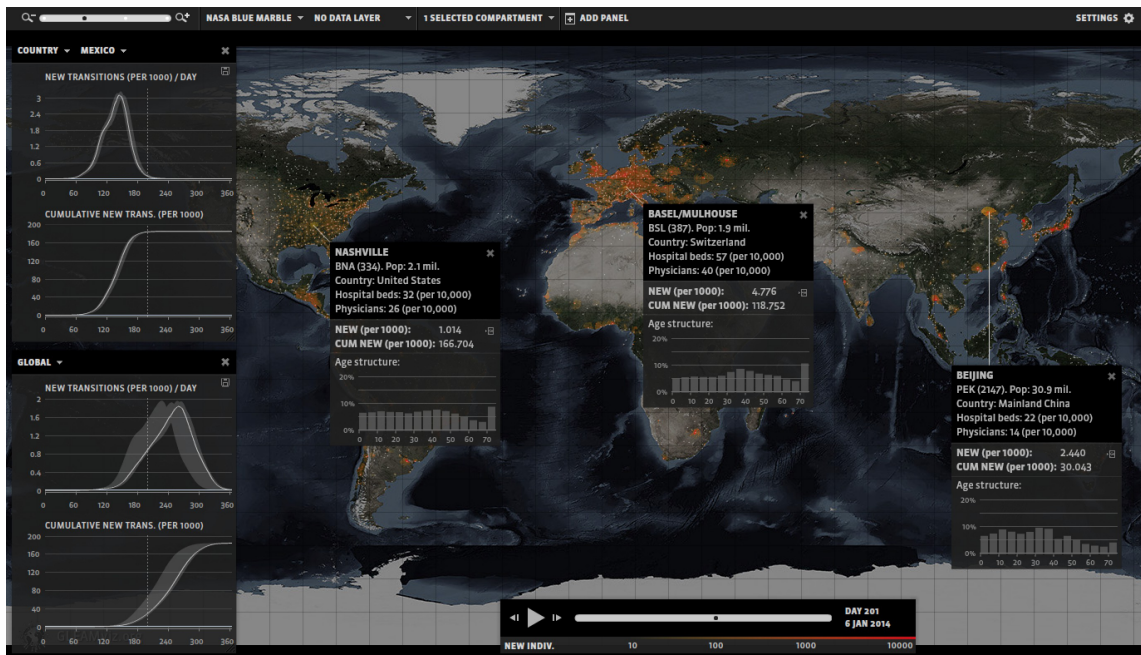 NASA BLUE MARBLE NO DATA LAYER 1 SELECTED COMPARTMENT ADD PANEL SETTINGS
COUNTRY MEXICO
NEW TRANSITIONS (PER 1000) / DAY
3
2.4
1.8
1.2
0.6
0
0 60 120 180 240 300 360
CUMULATIVE NEW TRANS. (PER 1000)
200
160
120
80
40
0
0 60 120 180 240 300 360
GLOBAL
NEW TRANSITIONS (PER 1000) / DAY
2
1.6
1.2
0.8
0.4
0
0 60 120 180 240 300 360
CUMULATIVE NEW TRANS. (PER 1000)
200
160
120
80
40
0
0 60 120 180 240 300 360
NASHVILLE
BNA (334). Pop: 2.1 mil.
Country: United States
Hospital beds: 32 (per 10,000)
Physicians: 26 (per 10,000)
NEW (per 1000): 1.014
CUM NEW (per 1000): 166.704
Age structure:
20%
10%
0%
0 10 20 30 40 50 60 70
BASEL/MULHOUSE
BSL (387). Pop: 1.9 mil.
Country: Switzerland
Hospital beds: 57 (per 10,000)
Physicians: 40 (per 10,000)
NEW (per 1000): 4.776
CUM NEW (per 1000): 118.752
Age structure:
20%
10%
0%
0 10 20 30 40 50 60 70
BEIJING
PEK (2147). Pop: 30.9 mil.
Country: Mainland China
Hospital beds: 22 (per 10,000)
Physicians: 14 (per 10,000)
NEW (per 1000): 2.440
CUM NEW (per 1000): 30.043
Age structure:
20%
10%
0%
0 10 20 30 40 50 60 70
DAY 201
6 JAN 2014
NEW INDIV. 10 100 1000 10000